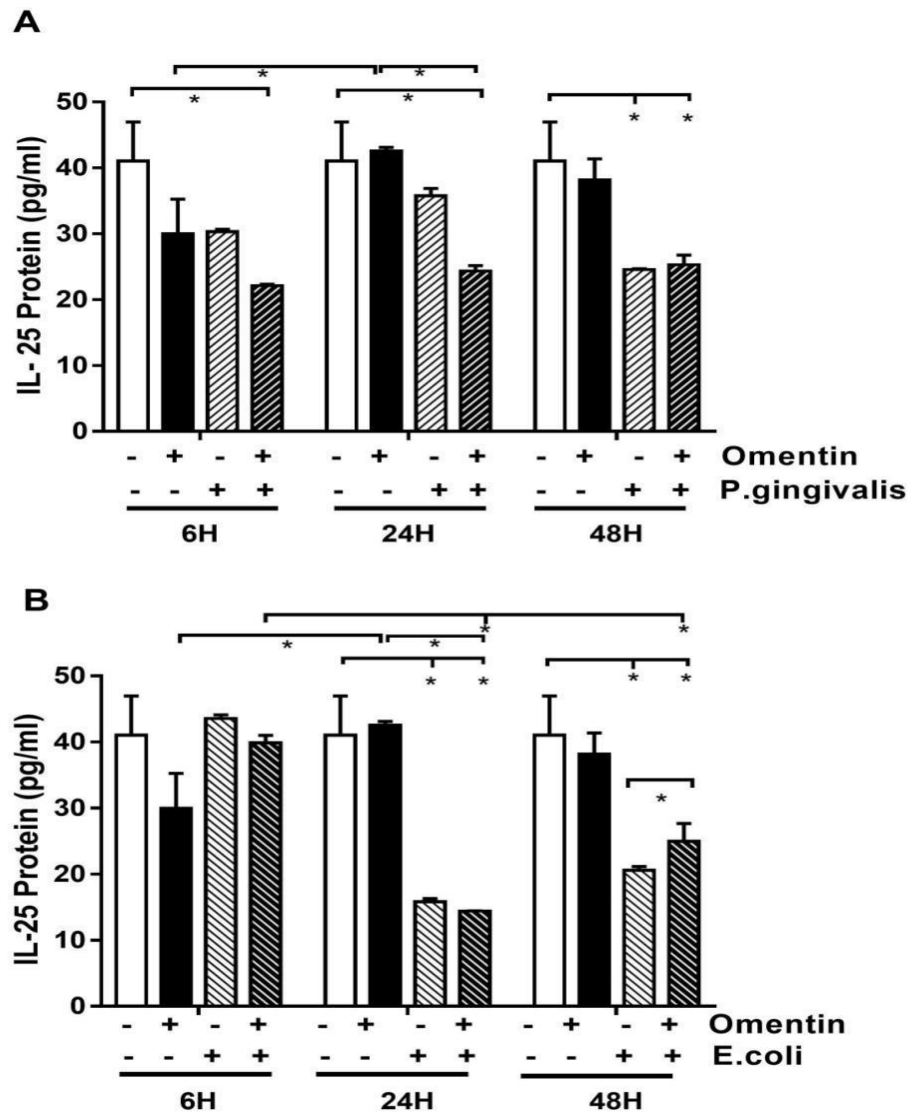 A
* *
* *
* *
50
40
30
20
10
0
IL- 25 Protein (pg/ml)
- + - + - + - + - + - + Omentin
- - + + - - + + - - + + P.gingivalis
6H 24H 48H
B
* *
* *
* * * *
*
50
40
30
20
10
0
IL-25 Protein (pg/ml)
- + - + - + - + - + - + Omentin
- - + + - - + + - - + + E.coli
6H 24H 48H